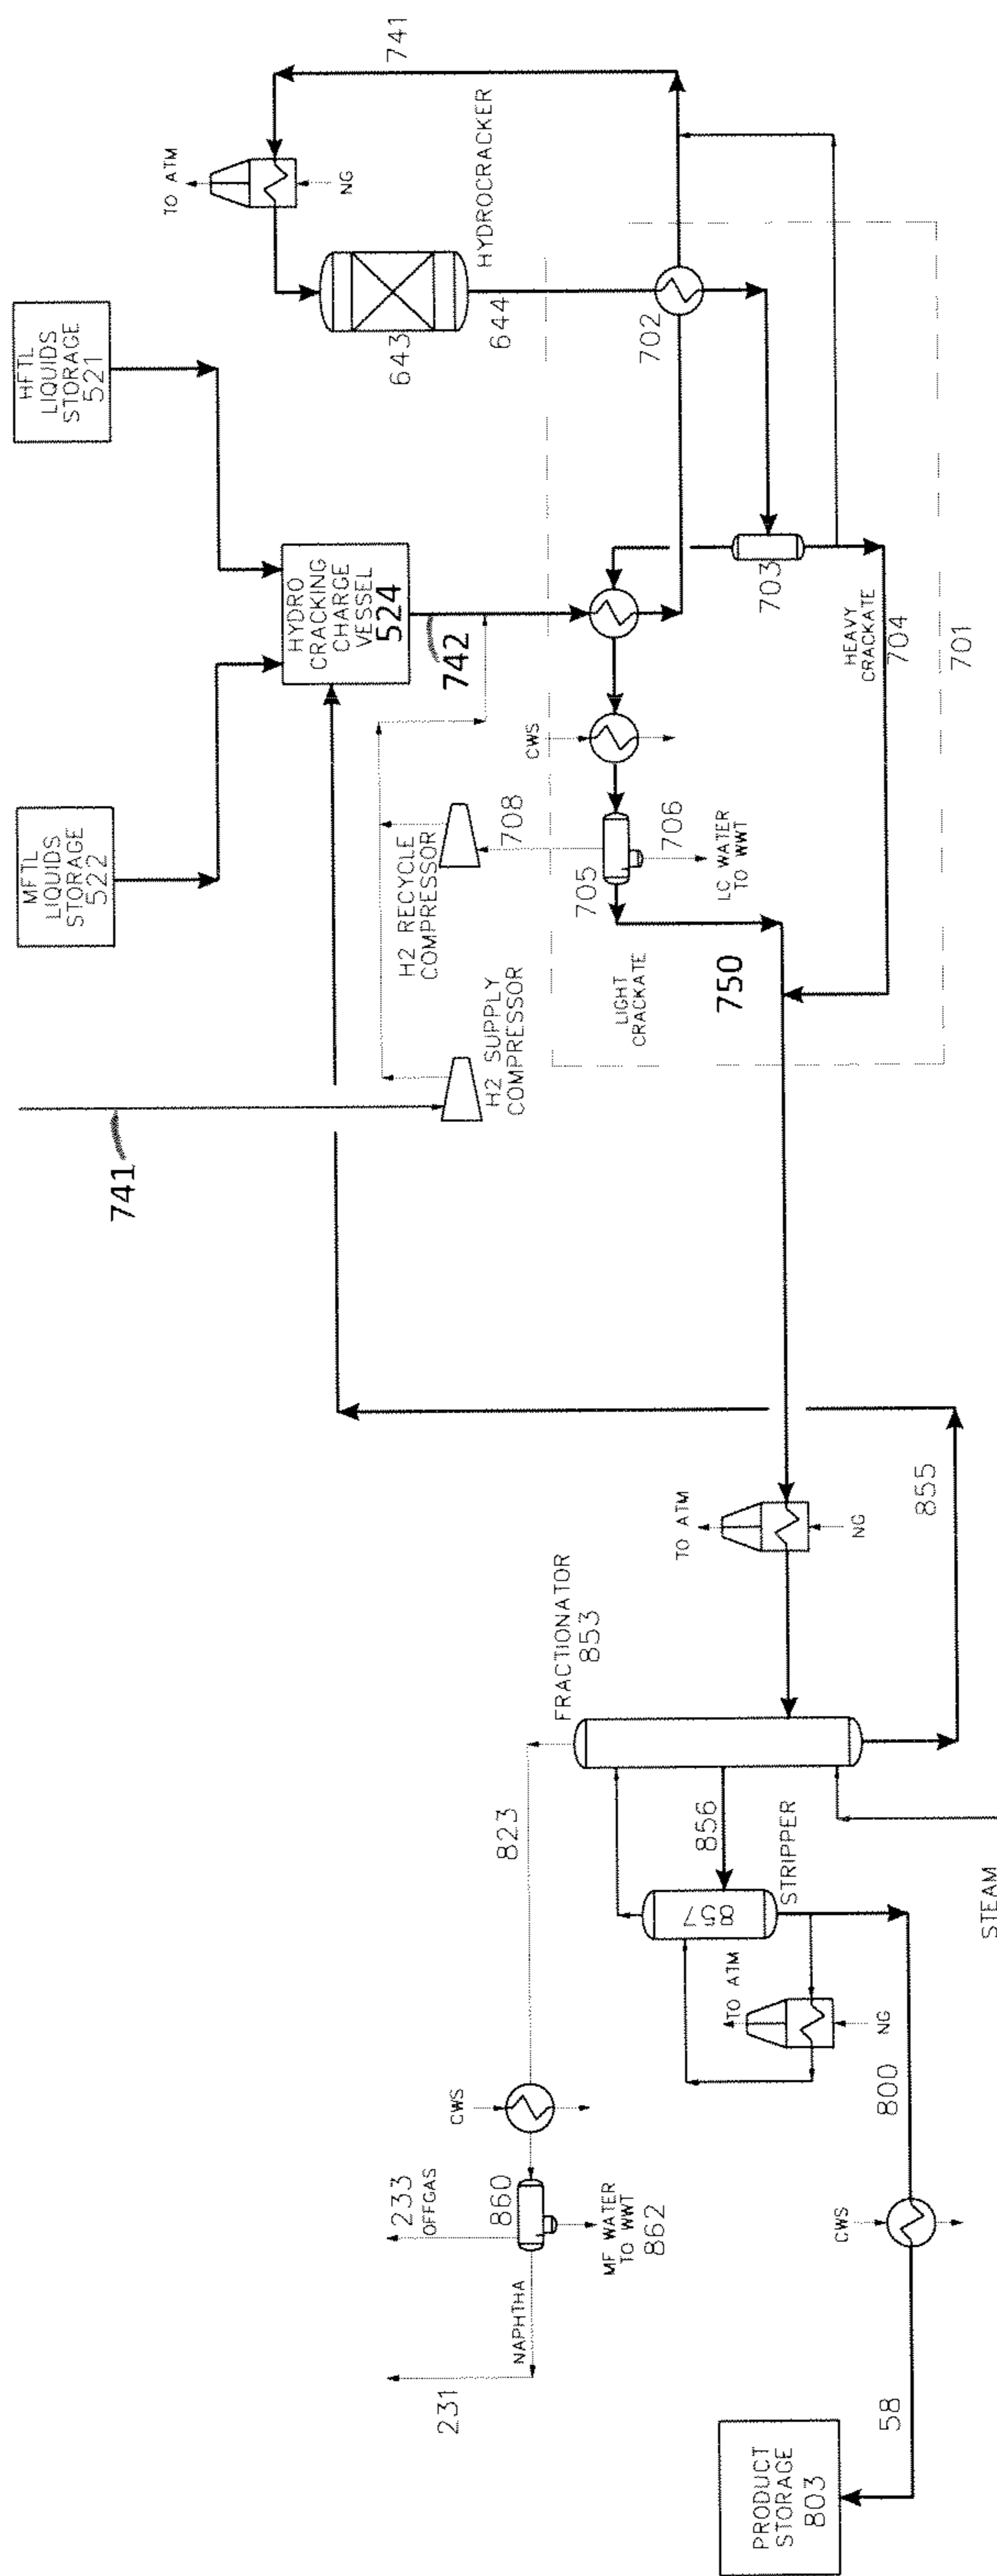 MFTL
LIQUIDS
STORAGE
522
HFTL
LIQUIDS
STORAGE
521
HYDRO
CRACKING
CHARGE
VESSEL
524
742
741
H2 SUPPLY
COMPRESSOR
H2 RECYCLE
COMPRESSOR
708
TO ATM
NG
741
HYDROCRACKER
643
644
702
703
HEAVY
CRACKATE
704
701
CWS
705
706
LC WATER
TO WWT
LIGHT
CRACKATE
750
TO ATM
NG
855
FRACTIONATOR
853
823
856
STRIPPER
857
STEAM
TO ATM
NG
800
CWS
860
233
OFFGAS
MF WATER
TO WWT
862
NAPHTHA
231
CWS
58
PRODUCT
STORAGE
803